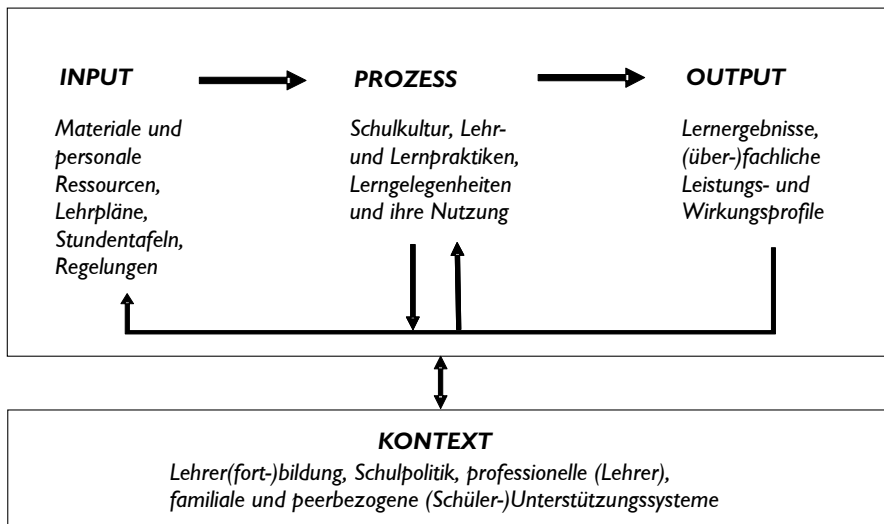 INPUT
Materiale und
personale
Ressourcen,
Lehrpläne,
Stundentafeln,
Regelungen
PROZESS
Schulkultur, Lehr-
und Lernpraktiken,
Lerngelegenheiten
und ihre Nutzung
OUTPUT
Lernergebnisse,
(über-)fachliche
Leistungs- und
Wirkungsprofile
KONTEXT
Lehrer(fort-)bildung, Schulpolitik, professionelle (Lehrer),
familiale und peerbezogene (Schüler-)Unterstützungssysteme